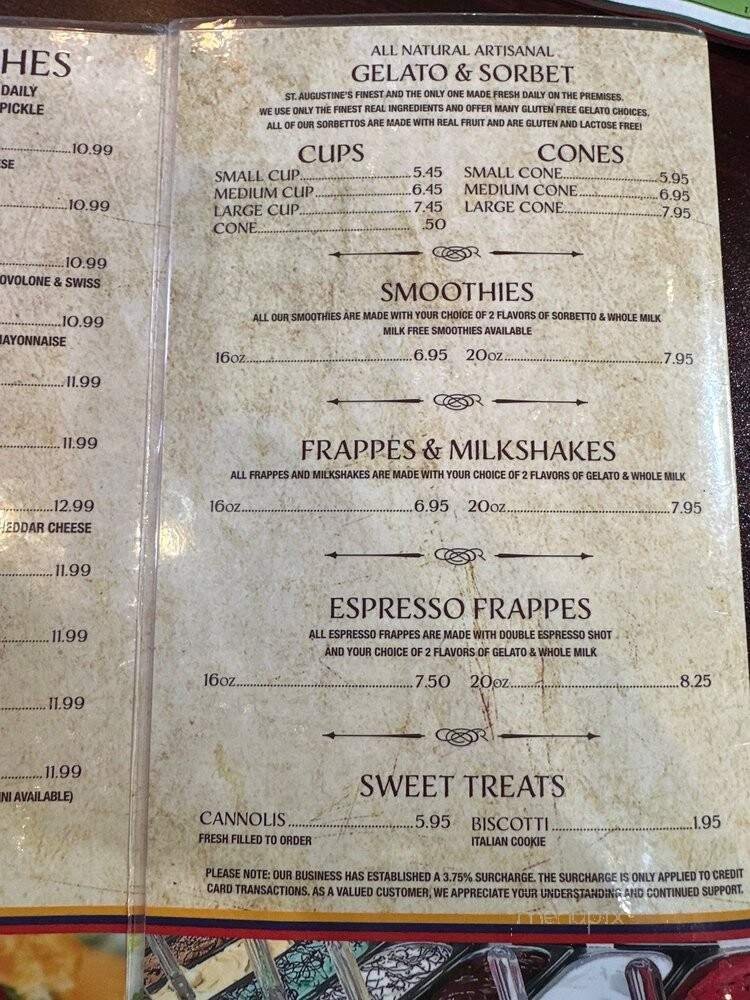 HES
DAILY
PICKLE
10.99
ESE
10.99
10.99
OVOLONE & SWISS
10.99
MAYONNAISE
11.99
11.99
12.99
HEDDAR CHEESE
11.99
11.99
11.99
11.99
INI AVAILABLE)
ALL NATURAL ARTISANAL
GELATO & SORBET
ST. AUGUSTINE'S FINEST AND THE ONLY ONE MADE FRESH DAILY ON THE PREMISES.
WE USE ONLY THE FINEST REAL INGREDIENTS AND OFFER MANY GLUTEN FREE GELATO CHOICES,
ALL OF OUR SORBETTOS ARE MADE WITH REAL FRUIT AND ARE GLUTEN AND LACTOSE FREE!
CUPS
SMALL CUP 5.45
MEDIUM CUP 6.45
LARGE CUP 7.45
CONE .50
CONES
SMALL CONE 5.95
MEDIUM CONE 6.95
LARGE CONE 7.95
SMOOTHIES
ALL OUR SMOOTHIES ARE MADE WITH YOUR CHOICE OF 2 FLAVORS OF SORBETTO & WHOLE MILK
MILK FREE SMOOTHIES AVAILABLE
16oz 6.95 20oz 7.95
FRAPPES & MILKSHAKES
ALL FRAPPES AND MILKSHAKES ARE MADE WITH YOUR CHOICE OF 2 FLAVORS OF GELATO & WHOLE MILK
16oz 6.95 20oz 7.95
ESPRESSO FRAPPES
ALL ESPRESSO FRAPPES ARE MADE WITH DOUBLE ESPRESSO SHOT
AND YOUR CHOICE OF 2 FLAVORS OF GELATO & WHOLE MILK
16oz 7.50 20oz 8.25
SWEET TREATS
CANNOLIS 5.95 BISCOTTI 1.95
FRESH FILLED TO ORDER ITALIAN COOKIE
PLEASE NOTE: OUR BUSINESS HAS ESTABLISHED A 3.75% SURCHARGE. THE SURCHARGE IS ONLY APPLIED TO CREDIT
CARD TRANSACTIONS. AS A VALUED CUSTOMER, WE APPRECIATE YOUR UNDERSTANDING AND CONTINUED SUPPORT.
menupix